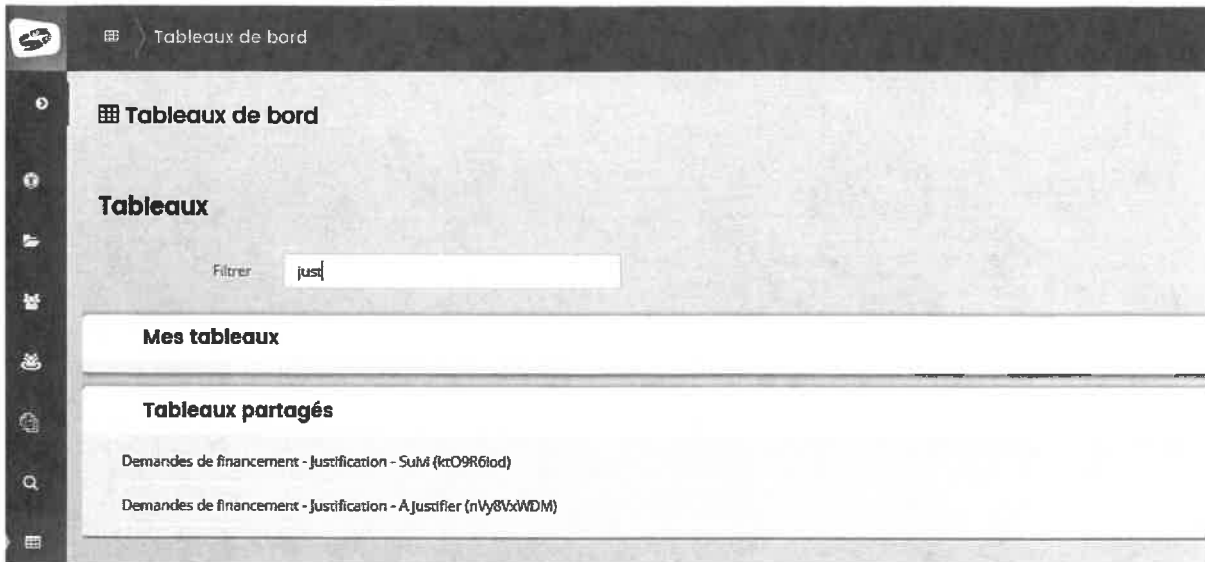 Tableaux de bord
Tableaux de bord
Tableaux
Filtrer just
Mes tableaux
Tableaux partagés
Demandes de financement - Justification - Suivi (ktO9R6lod)
Demandes de financement - Justification - A justifier (nVy8VxWDM)